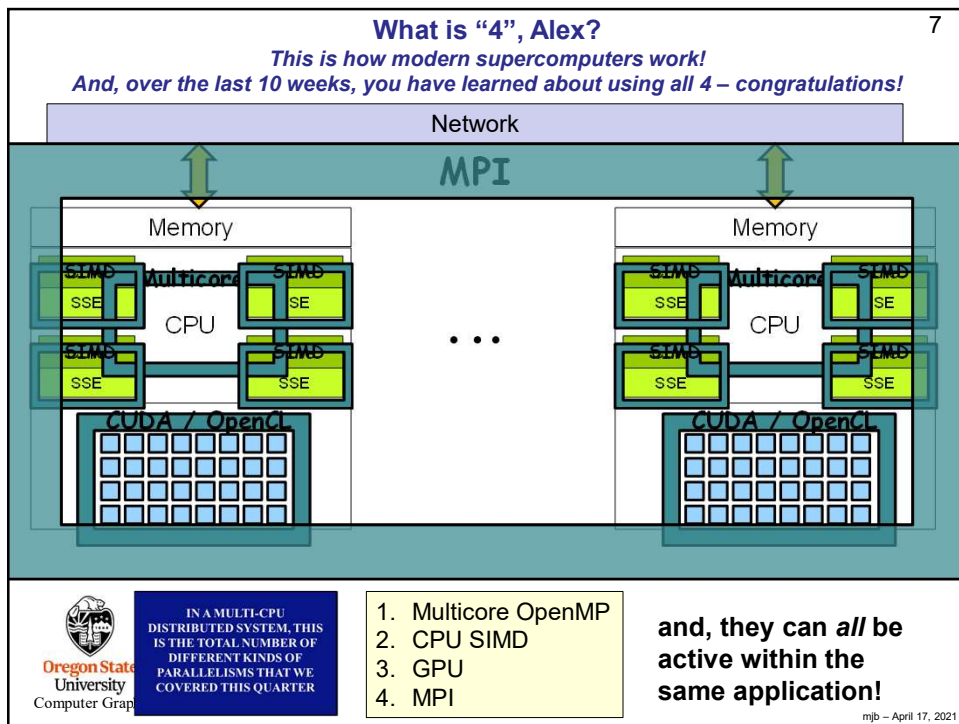 What is “4”, Alex?
7
This is how modern supercomputers work!
And, over the last 10 weeks, you have learned about using all 4 – congratulations!
Network
MPI
Memory
Memory
SIMD Multicore SIMD
SIMD Multicore SIMD
SSE SE
SSE SSE
CPU
CPU
...
SIMD SIMD
SIMD SIMD
SSE SSE
SSE SSE
CUDA / OpenCL
CUDA / OpenCL
Oregon State
University
Computer Grap
IN A MULTI-CPU
DISTRIBUTED SYSTEM, THIS
IS THE TOTAL NUMBER OF
DIFFERENT KINDS OF
PARALLELISMS THAT WE
COVERED THIS QUARTER
1. Multicore OpenMP
2. CPU SIMD
3. GPU
4. MPI
and, they can all be
active within the
same application!
mjb – April 17, 2021